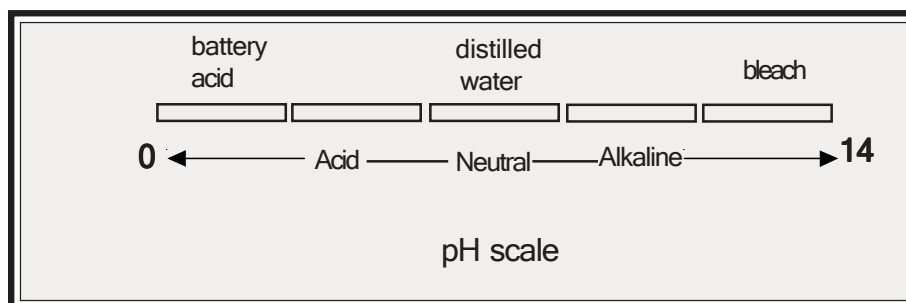 battery
acid
distilled
water
bleach
0
Acid
Neutral
Alkaline
14
pH scale